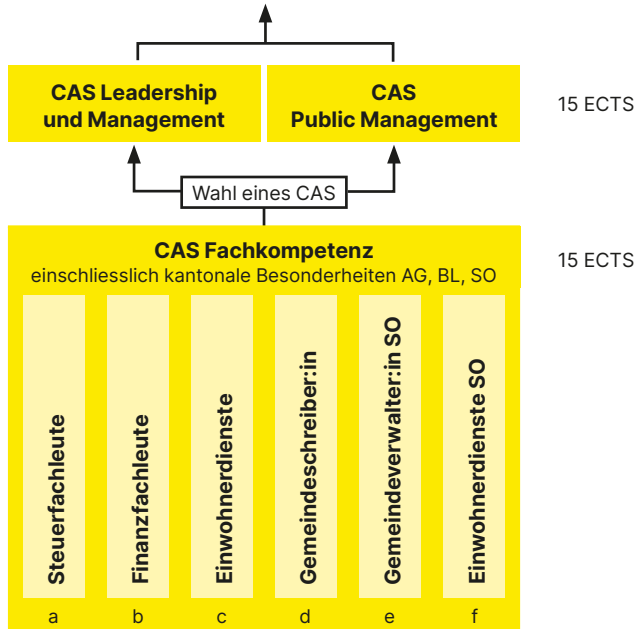 CAS Leadership
und Management
CAS
Public Management
15 ECTS
Wahl eines CAS
CAS Fachkompetenz
einschliesslich kantonale Besonderheiten AG, BL, SO
15 ECTS
Steuerfachleute
Finanzfachleute
Einwohnerdienste
Gemeindeschreiber:in
Gemeindeverwalter:in SO
Einwohnerdienste SO
a
b
c
d
e
f